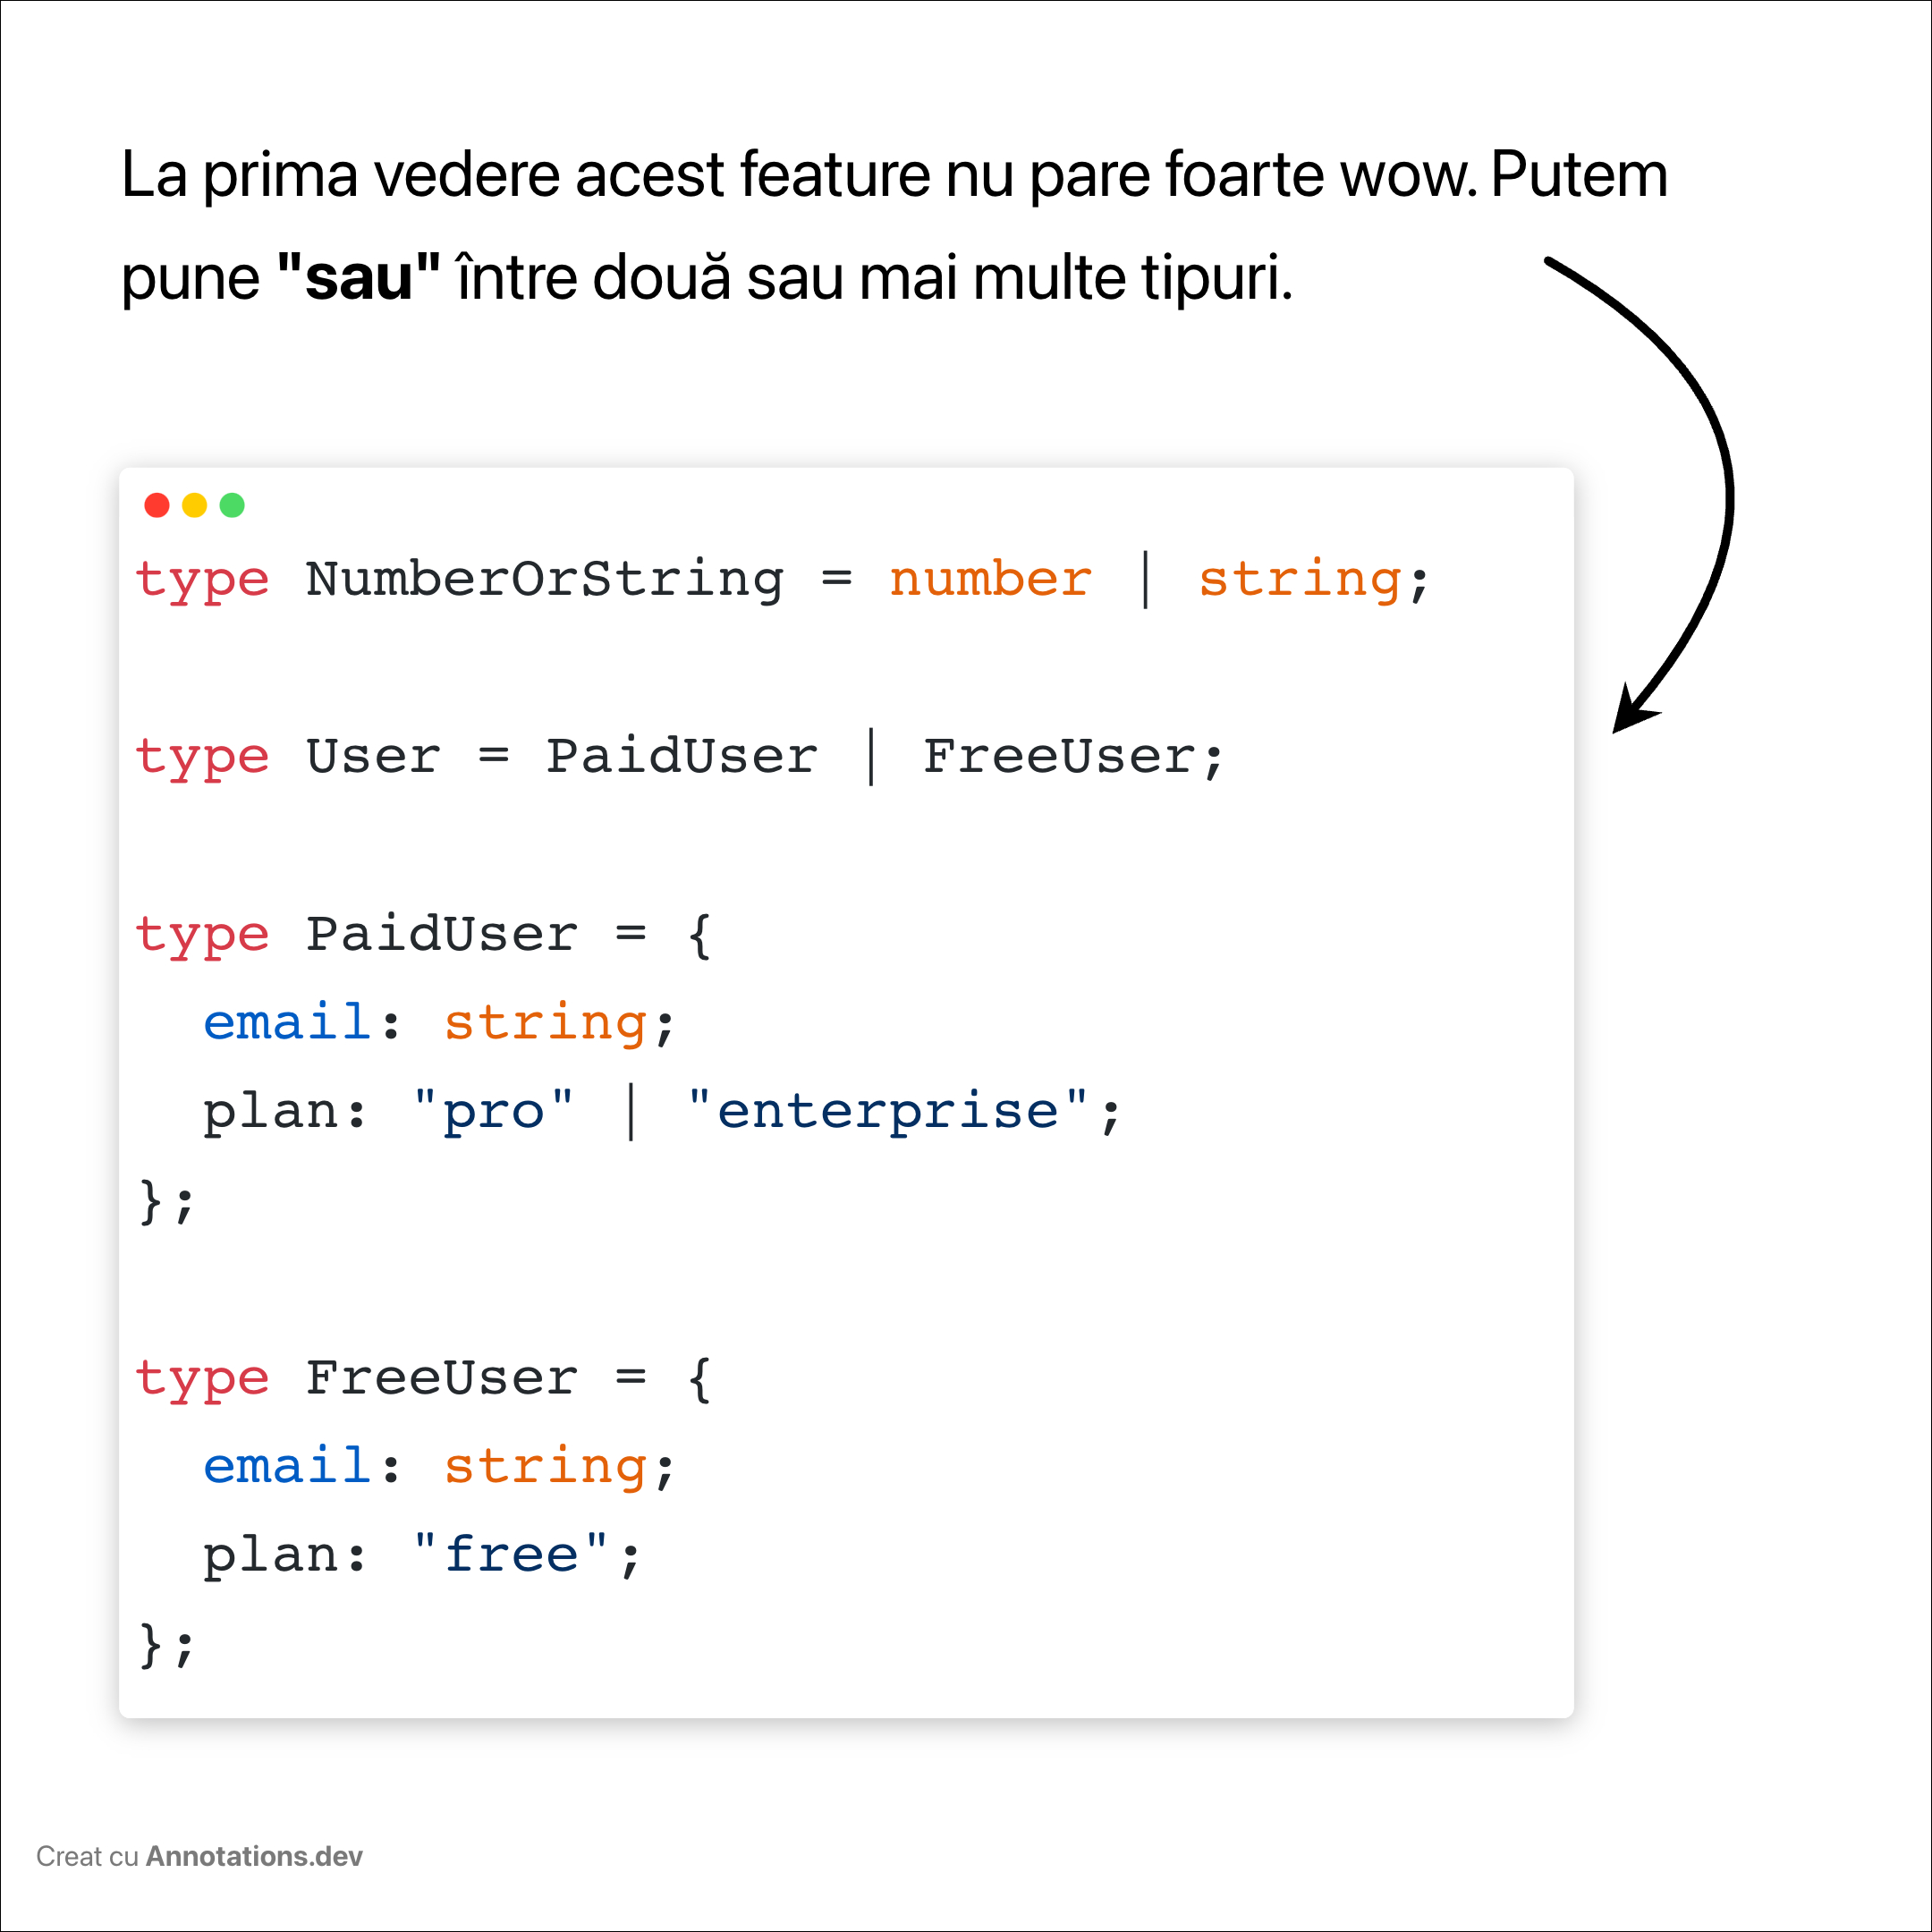 La prima vedere acest feature nu pare foarte wow. Putem
pune "sau" între două sau mai multe tipuri.
type NumberOrString = number | string;
type User = PaidUser | FreeUser;
type PaidUser = {
  email: string;
  plan: "pro" | "enterprise";
};
type FreeUser = {
  email: string;
  plan: "free";
};
Creat cu Annotations.dev